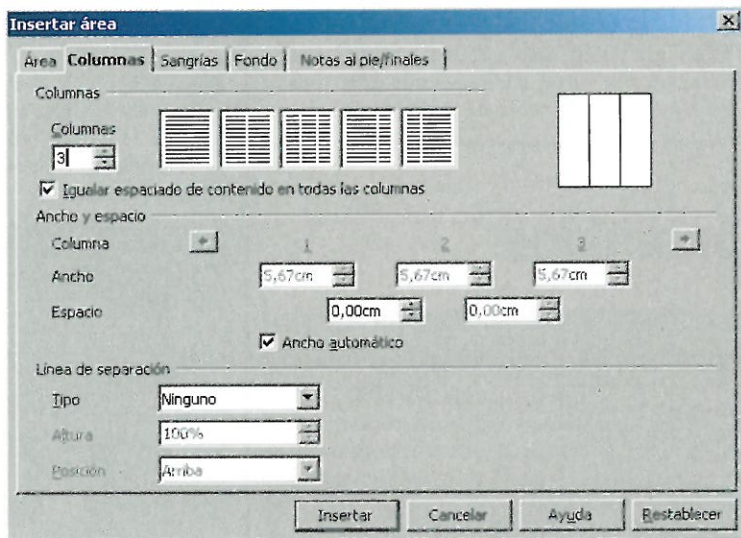 Insertar área
Área Columnas Sangrías Fondo Notas al pie/finales
Columnas
Columnas
3
Igualar espaciado de contenido en todas las columnas
Ancho y espacio
Columna 1 2 3
Ancho 5,67cm 5,67cm 5,67cm
Espacio 0,00cm 0,00cm
Ancho automático
Línea de separación
Tipo Ninguno
Altura 100%
Posición Arriba
Insertar Cancelar Ayuda Restablecer